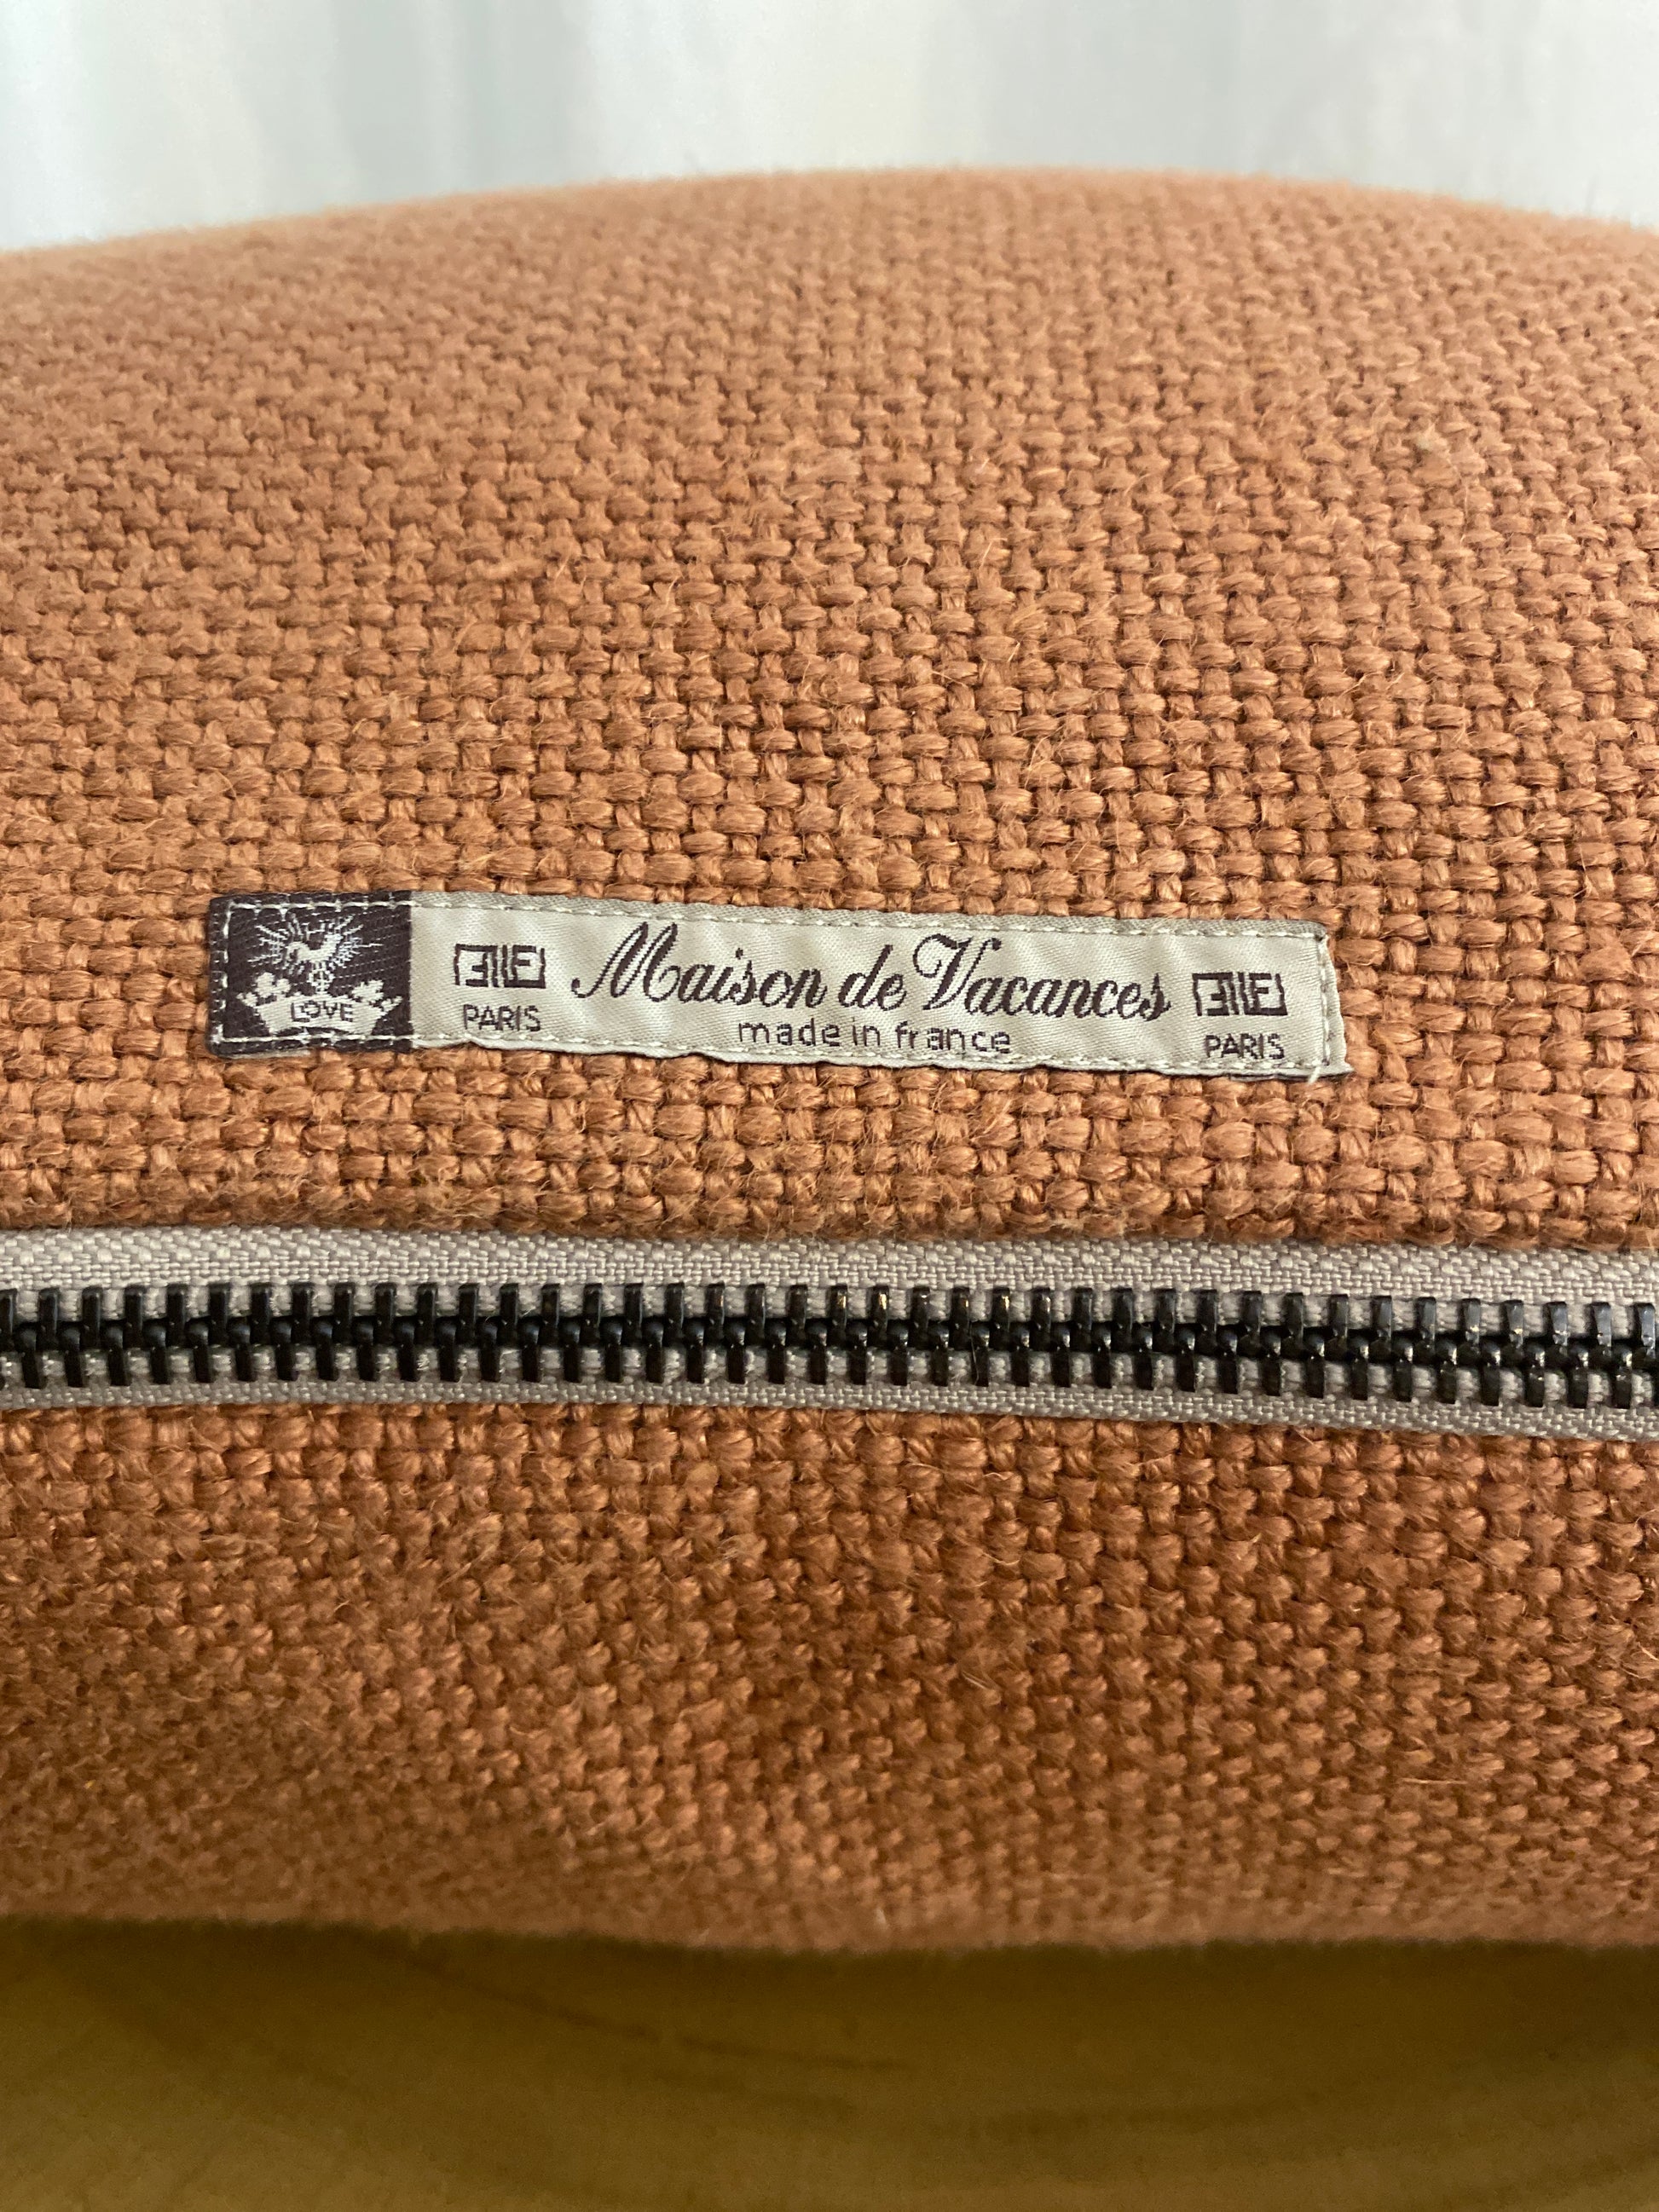 LOVE
PARIS
Maison de Vacances
made in france
PARIS